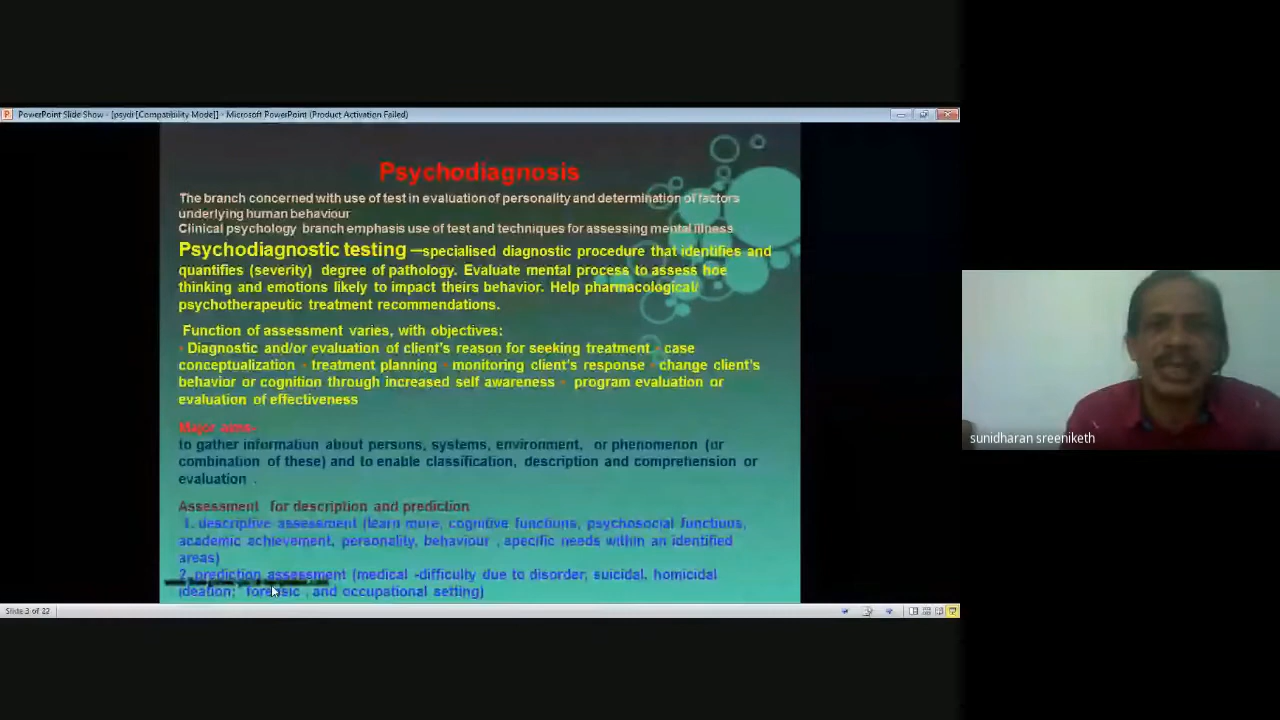 PowerPoint Slide Show - [psydr[Compatibility Mode]] - Microsoft PowerPoint (Product Activation Failed)
Psychodiagnosis
The branch concerned with use of test in evaluation of personality and determination of factors
underlying human behaviour
Clinical psychology branch emphasis use of test and techniques for assessing mental illness
Psychodiagnostic testing –specialised diagnostic procedure that identifies and
quantifies (severity) degree of pathology. Evaluate mental process to assess hoe
thinking and emotions likely to impact theirs behavior. Help pharmacological/
psychotherapeutic treatment recommendations.
Function of assessment varies, with objectives:
• Diagnostic and/or evaluation of client's reason for seeking treatment • case
conceptualization • treatment planning • monitoring client's response • change client's
behavior or cognition through increased self awareness • program evaluation or
evaluation of effectiveness
Major aims-
to gather information about persons, systems, environment, or phenomenon (or
combination of these) and to enable classification, description and comprehension or
evaluation .
Assessment for description and prediction
1. descriptive assessment (learn more, cognitive functions, psychosocial functions,
academic achievement, personality, behaviour , specific needs within an identified
areas)
2. prediction assessment (medical -difficulty due to disorder, suicidal, homicidal
ideation; forensic , and occupational setting)
Slide 3 of 22
sunidharan sreeniketh